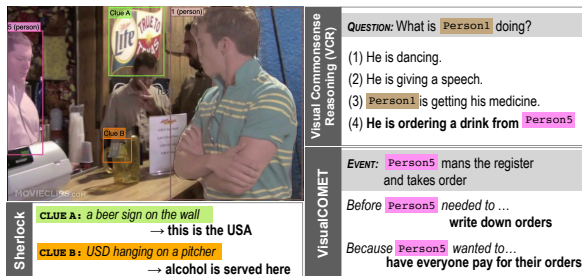 5 (person)
Clue A
1 (person)
Lite
TRUE TO
Clue B
MOVIECLIPS.COM
Sherlock
CLUE A: a beer sign on the wall
→ this is the USA
CLUE B: USD hanging on a pitcher
→ alcohol is served here
Visual Commonsense
Reasoning (VCR)
QUESTION: What is Person1 doing?
(1) He is dancing.
(2) He is giving a speech.
(3) Person1 is getting his medicine.
(4) He is ordering a drink from Person5
VisualCOMET
EVENT: Person5 mans the register
and takes order
Before Person5 needed to …
write down orders
Because Person5 wanted to…
have everyone pay for their orders